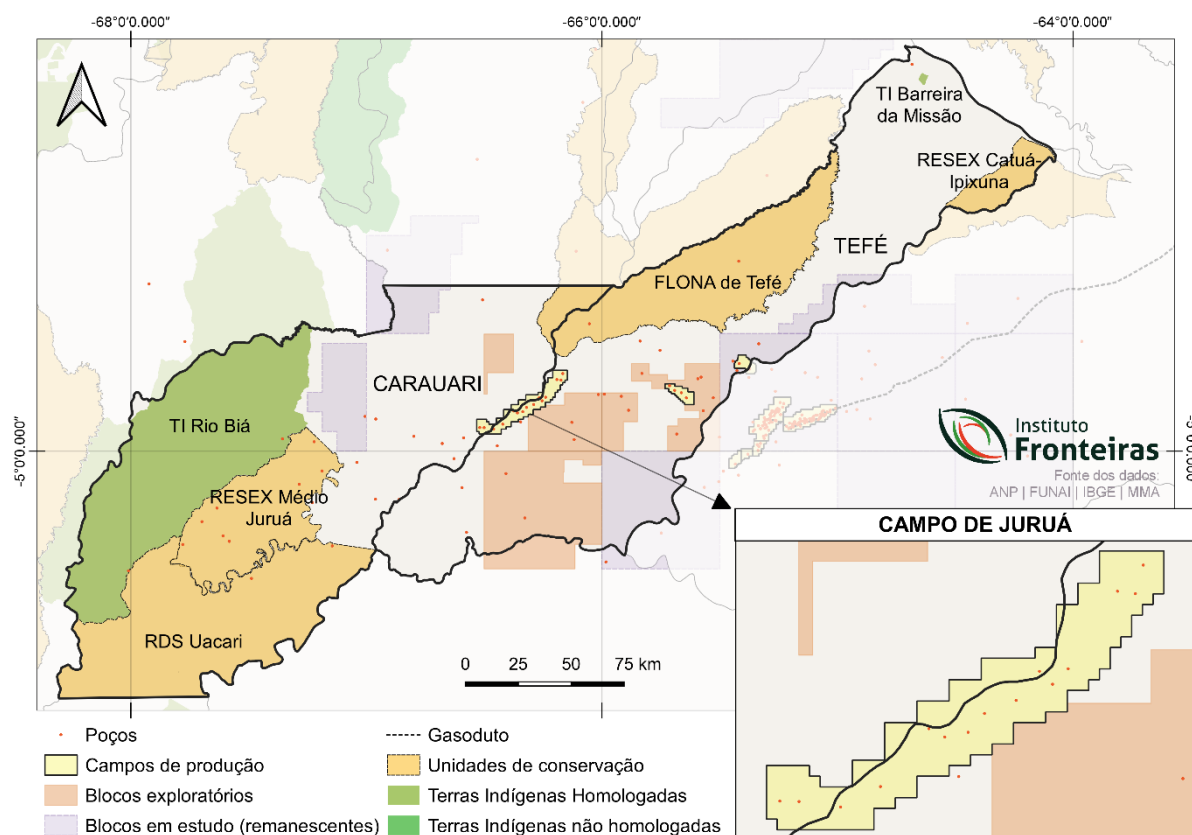 -68°0'0.000"
-66°0'0.000"
-64°0'0.000"
TI Barreira
da Missão
RESEX Catuá-
Ipixuna
TEFÉ
FLONA de Tefé
CARAUARI
TI Rio Biá
-5°0'0.000
-5°0'0.000
Instituto
Fronteiras
Fonte dos dados:
ANP | FUNAI | IBGE | MMA
RESEX Médio
Juruá
CAMPO DE JURUÁ
RDS Uacari
0 25 50 75 km
Poços
Campos de produção
Blocos exploratórios
Blocos em estudo (remanescentes)
Gasoduto
Unidades de conservação
Terras Indígenas Homologadas
Terras Indígenas não homologadas